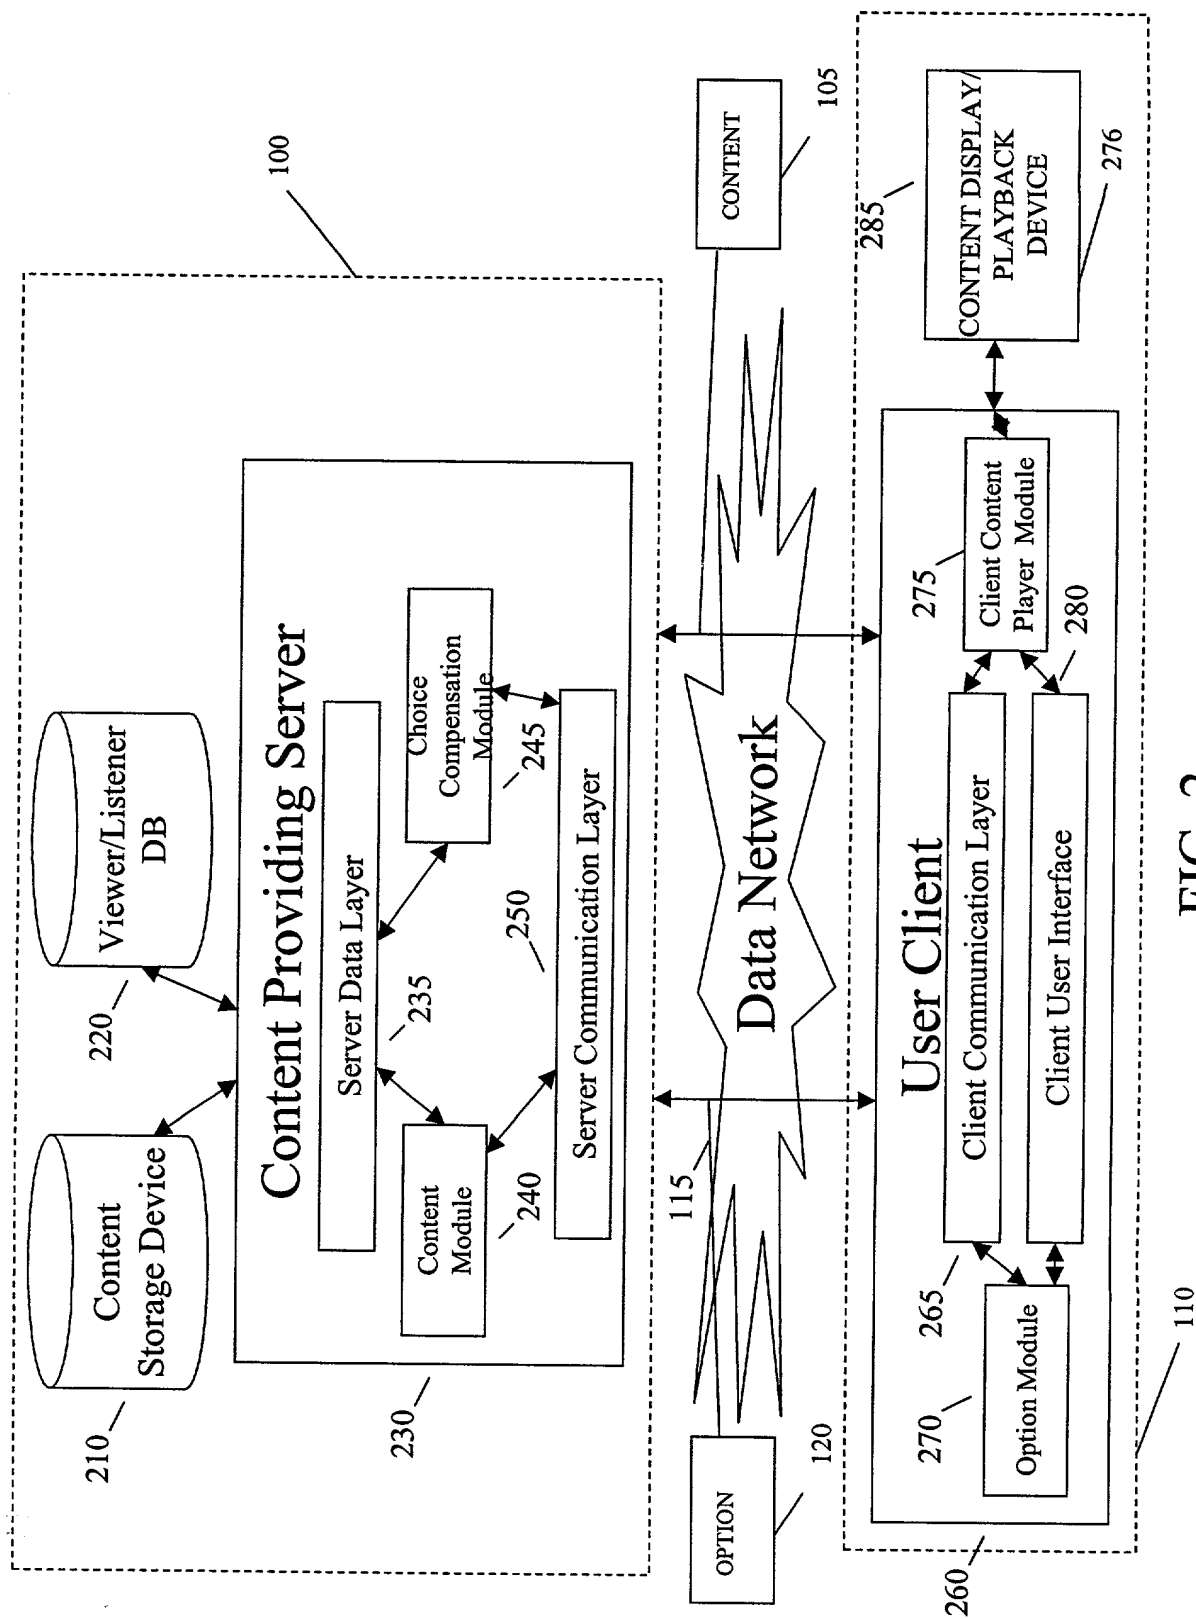 100
Content
Storage Device
210
Viewer/Listener
DB
220
Content Providing Server
230
Server Data Layer
235
Content
Module
240
Choice
Compensation
Module
245
250
Server Communication Layer
OPTION
120
115
Data Network
CONTENT
105
User Client
260
Client Communication Layer
265
Option Module
270
Client User Interface
280
Client Content
Player Module
275
285
CONTENT DISPLAY/
PLAYBACK
DEVICE
276
110